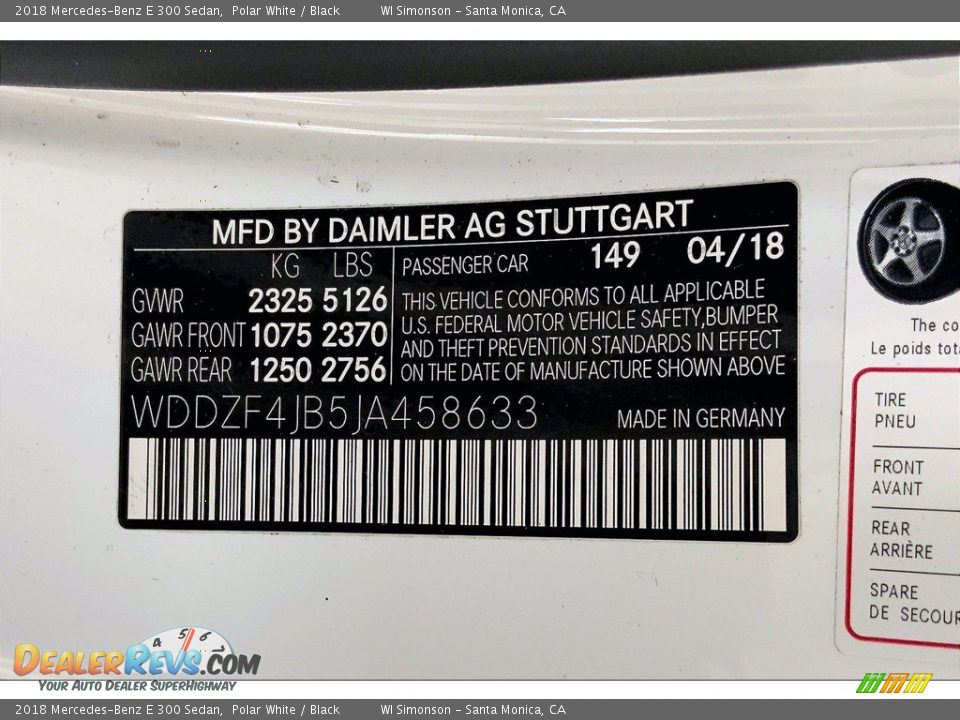 2018 Mercedes-Benz E 300 Sedan, Polar White / Black WI Simonson - Santa Monica, CA
MFD BY DAIMLER AG STUTTGART
KG LBS
GVWR 2325 5126
GAWR FRONT 1075 2370
GAWR REAR 1250 2756
PASSENGER CAR 149 04/18
THIS VEHICLE CONFORMS TO ALL APPLICABLE
U.S. FEDERAL MOTOR VEHICLE SAFETY,BUMPER
AND THEFT PREVENTION STANDARDS IN EFFECT
ON THE DATE OF MANUFACTURE SHOWN ABOVE
WDDZF4JB5JA458633 MADE IN GERMANY
The co
Le poids tota
TIRE
PNEU
FRONT
AVANT
REAR
ARRIÈRE
SPARE
DE SECOUR
4 5 6 7
DEALERREVS.COM
YOUR AUTO DEALER SUPERHIGHWAY
2018 Mercedes-Benz E 300 Sedan, Polar White / Black WI Simonson - Santa Monica, CA